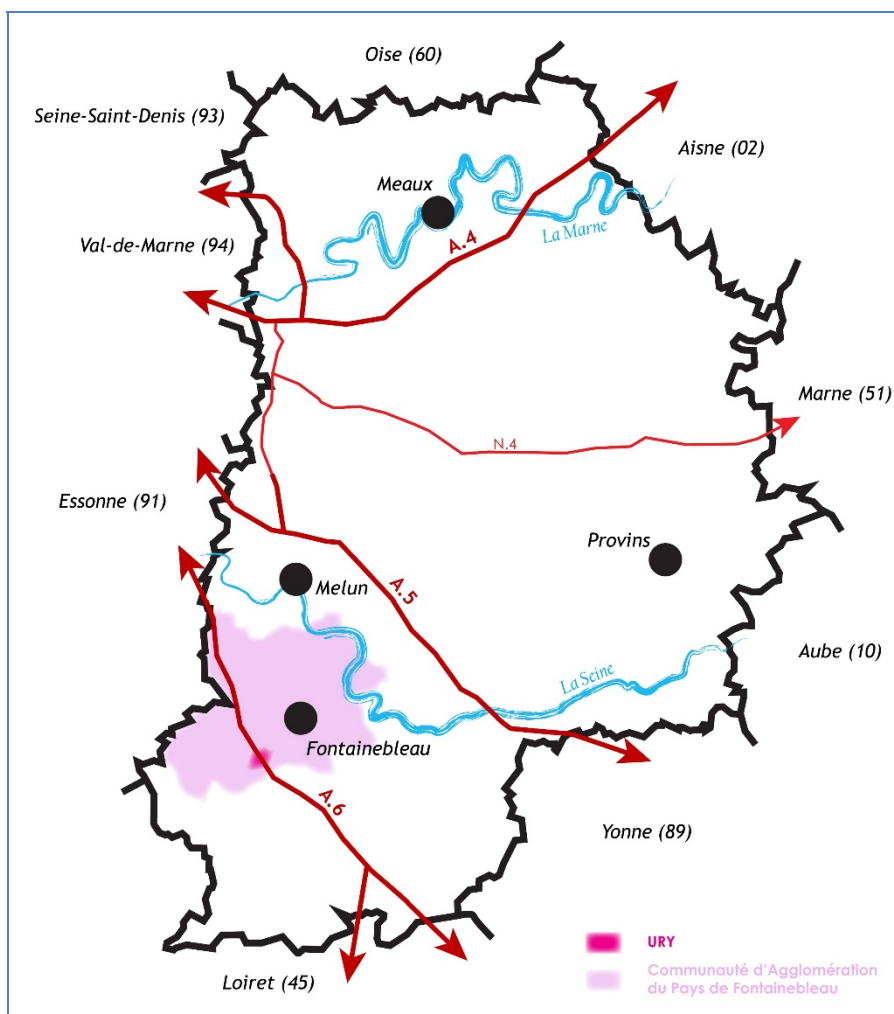 Oise (60)
Seine-Saint-Denis (93)
Aisne (02)
Meaux
La Marne
A.4
Val-de-Marne (94)
Marne (51)
N.4
Essonne (91)
Provins
Melun
A.5
Aube (10)
La Seine
Fontainebleau
A.6
Yonne (89)
URY
Communauté d'Agglomération
du Pays de Fontainebleau
Loiret (45)